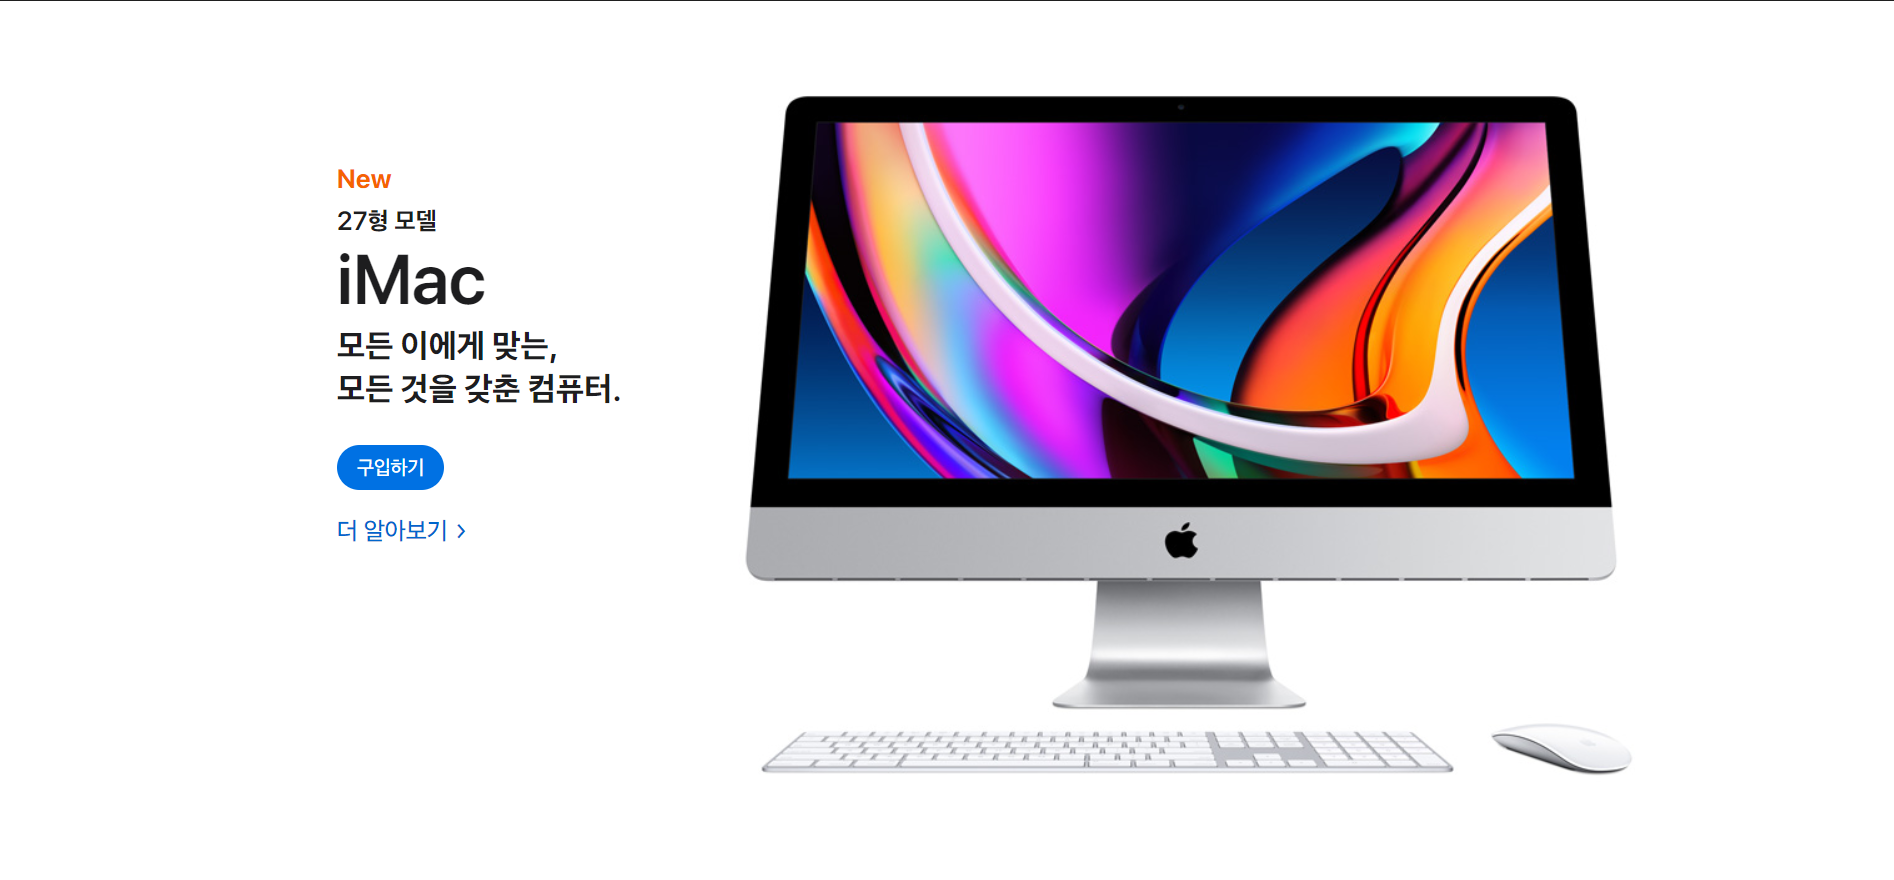 New
27형 모델
iMac
모든 이에게 맞는,
모든 것을 갖춘 컴퓨터.
구입하기
더 알아보기 >